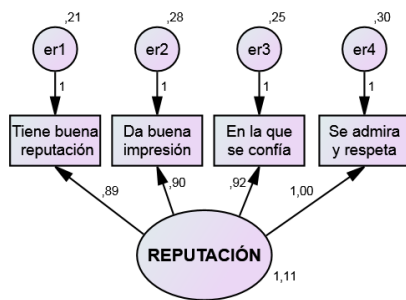 ,21
,28
,25
,30
er1
er2
er3
er4
1
1
1
1
Tiene buena
reputación
Da buena
impresión
En la que
se confía
Se admira
y respeta
,89
,90
,92
1,00
REPUTACIÓN
1,11